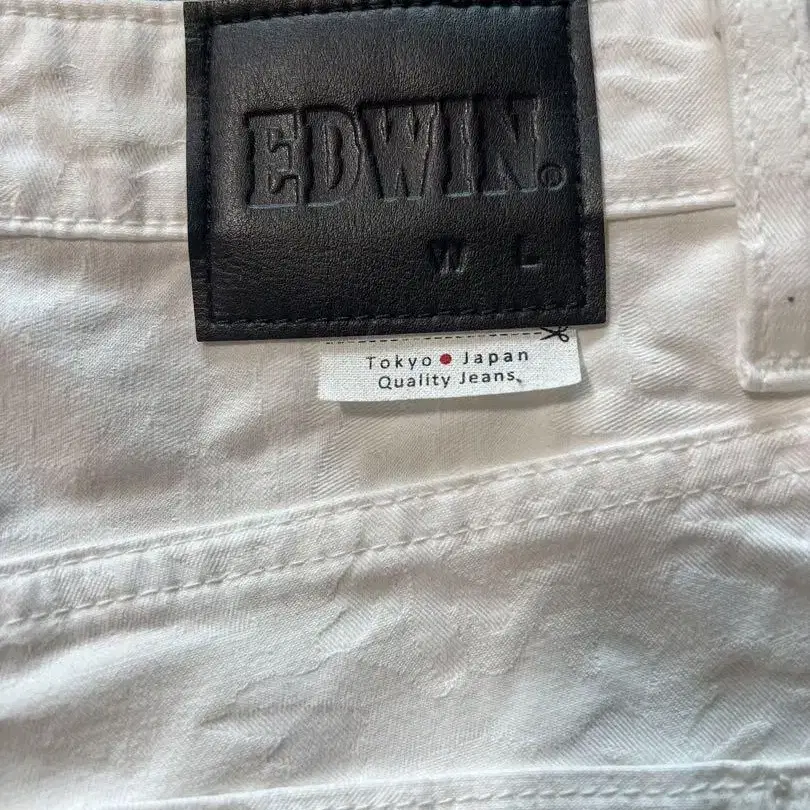 EDWIN®
W L
Tokyo ● Japan
Quality Jeans.